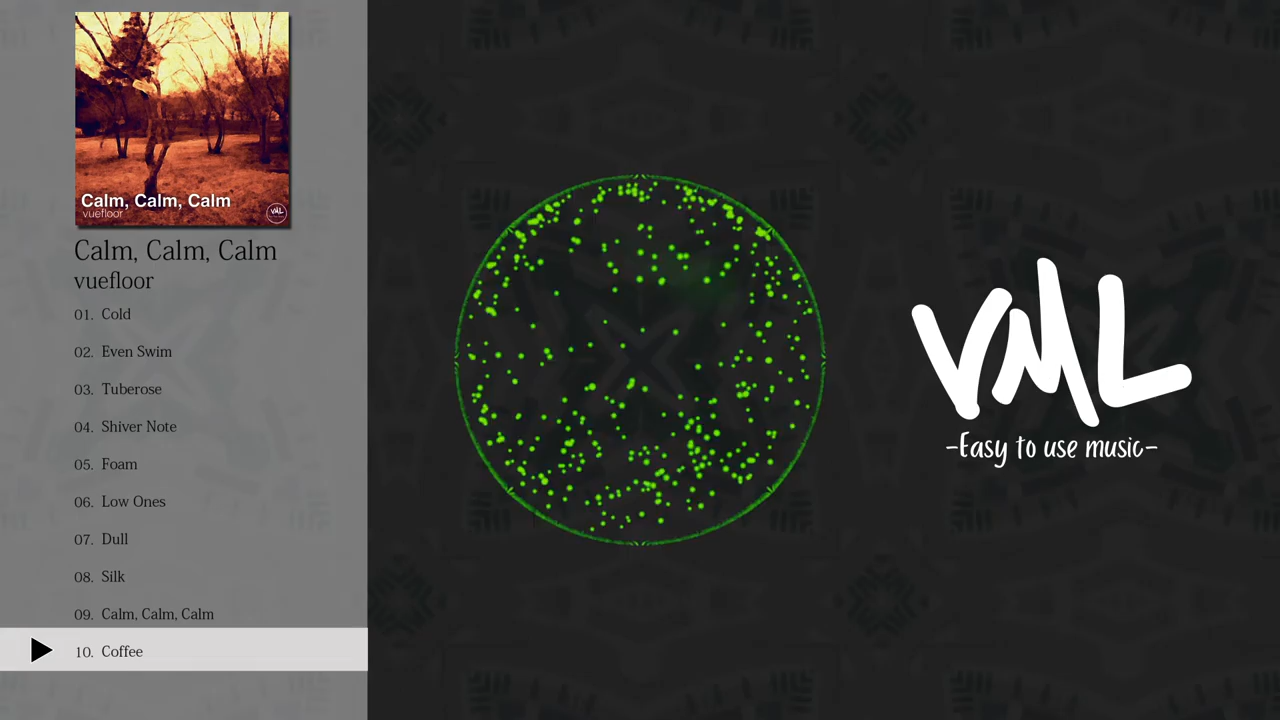 Calm, Calm, Calm
vuefloor
VML
Calm, Calm, Calm
vuefloor
01. Cold
02. Even Swim
03. Tuberose
04. Shiver Note
05. Foam
06. Low Ones
07. Dull
08. Silk
09. Calm, Calm, Calm
10. Coffee
VML
-Easy to use music-